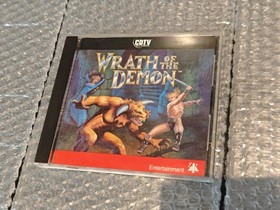 CDTV
WRATH OF THE
DEMON
Entertainment